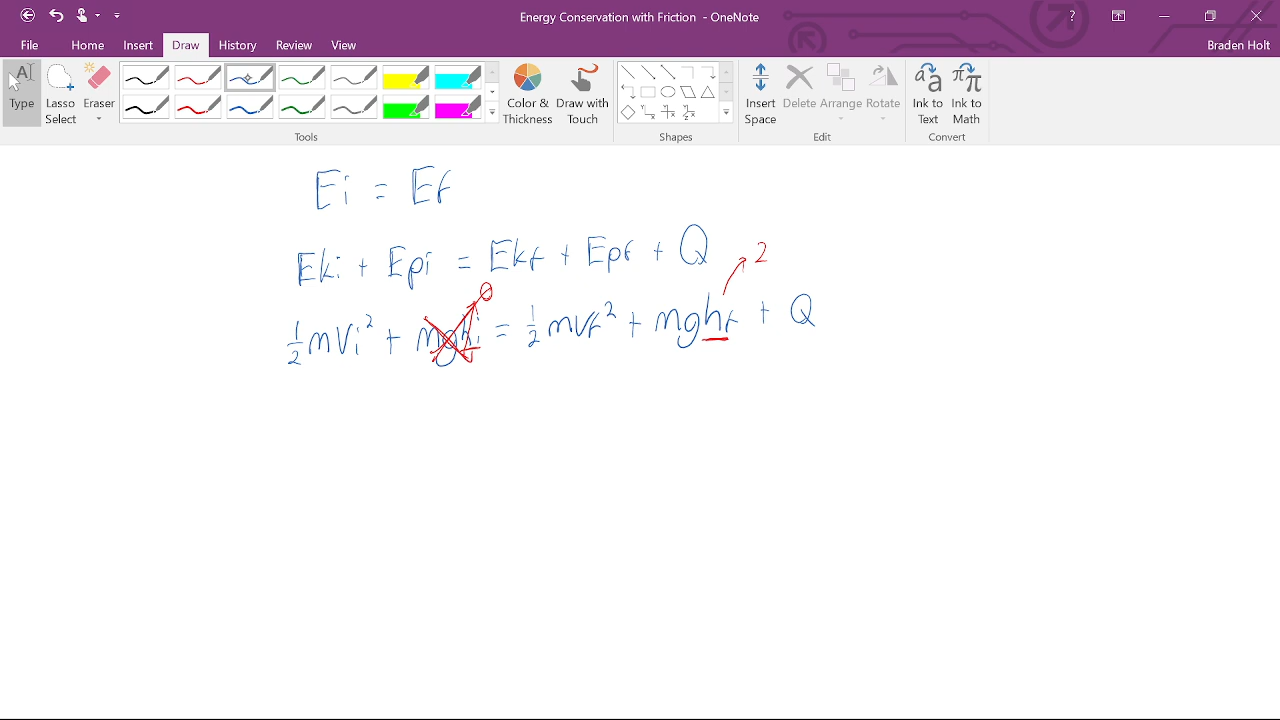 Energy Conservation with Friction - OneNote
File Home Insert Draw History Review View
Braden Holt
Type
Lasso Select
Eraser
Color & Thickness
Draw with Touch
Insert Space
Delete
Arrange
Rotate
Ink to Text
Ink to Math
Tools
Shapes
Edit
Convert
Ei = Ef
Eki + Epi = Ekf + Epf + Q
0
2
½mvi² + mghi = ½mvf² + mghf + Q